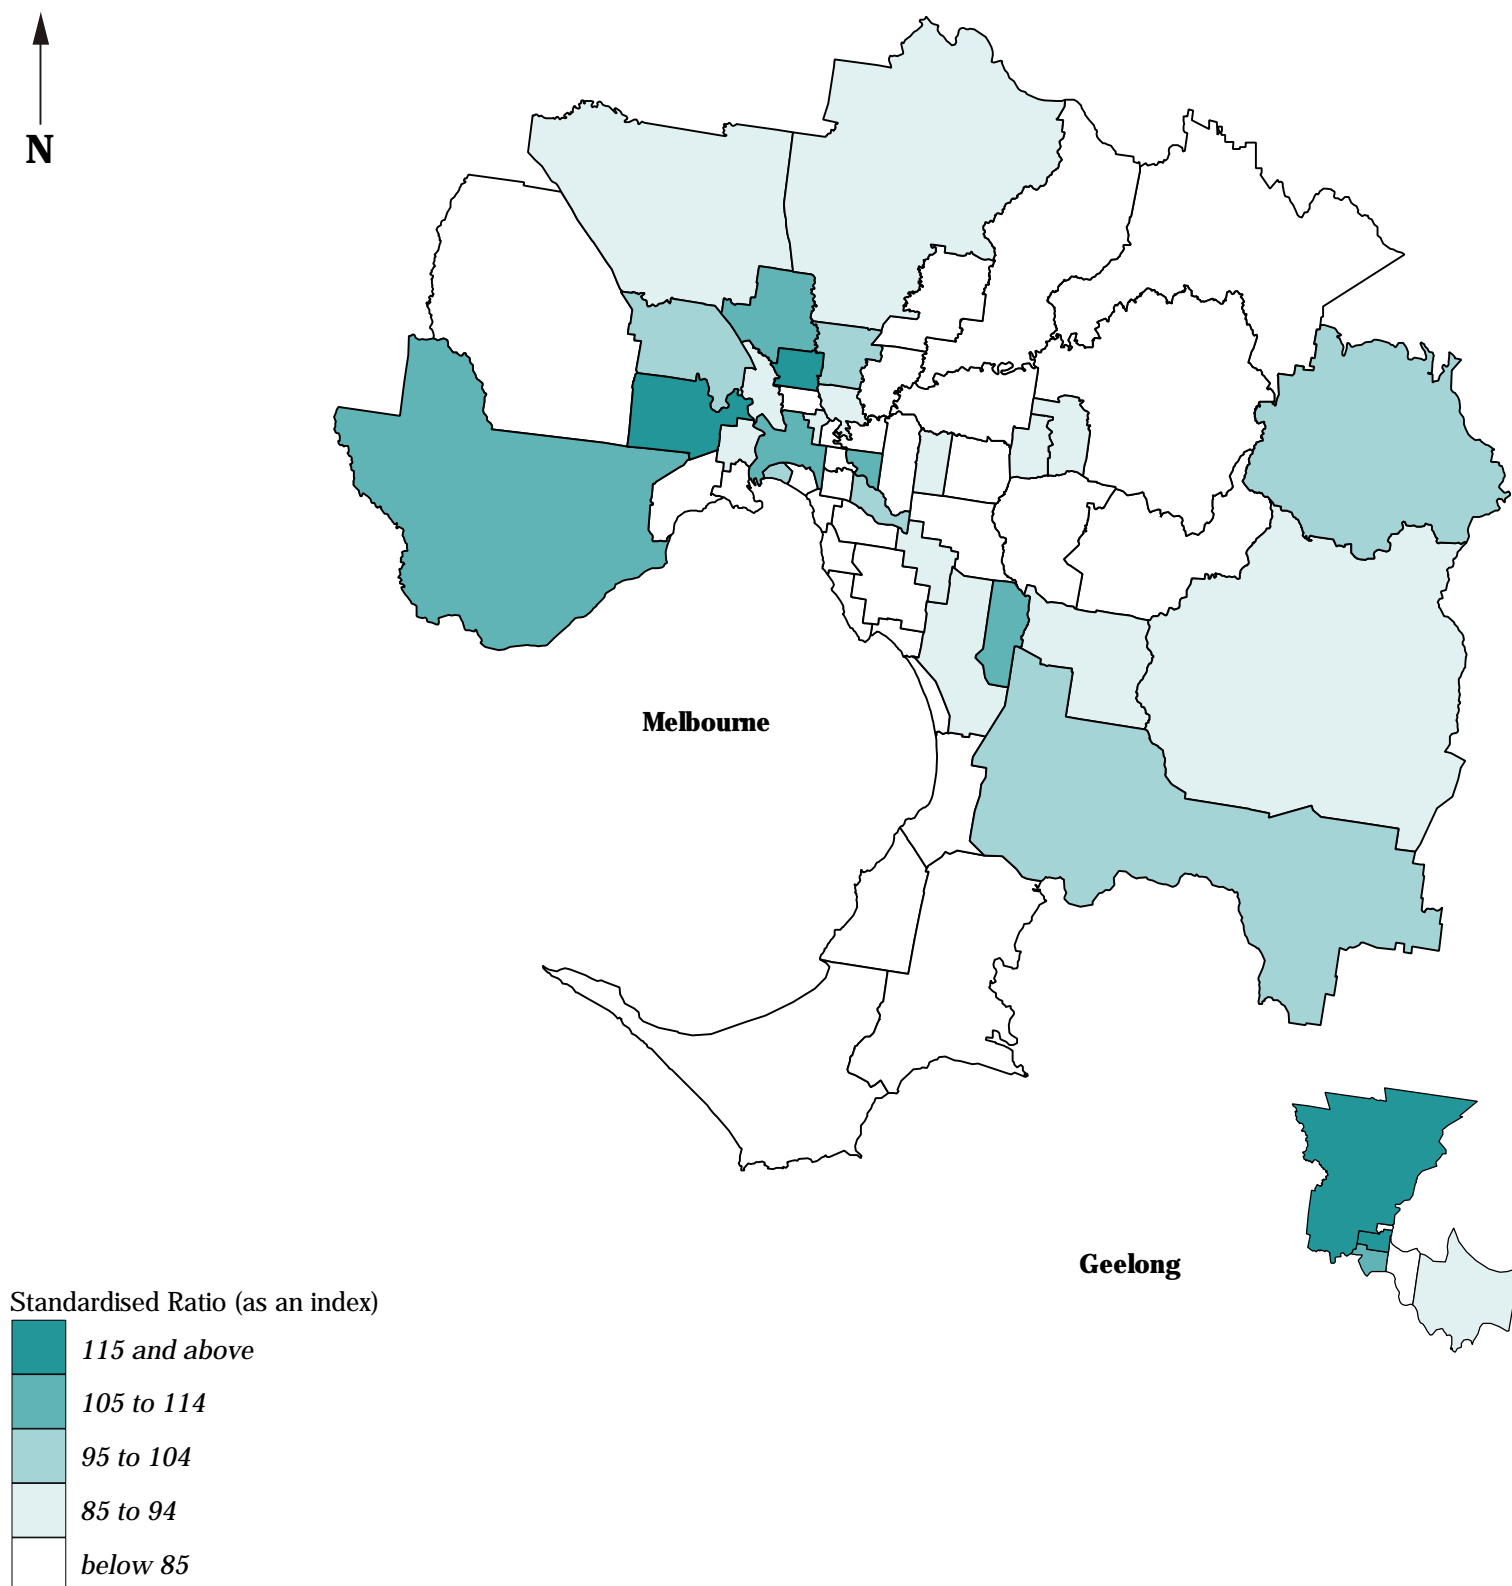 N
Melbourne
Geelong
Standardised Ratio (as an index)
115 and above
105 to 114
95 to 104
85 to 94
below 85